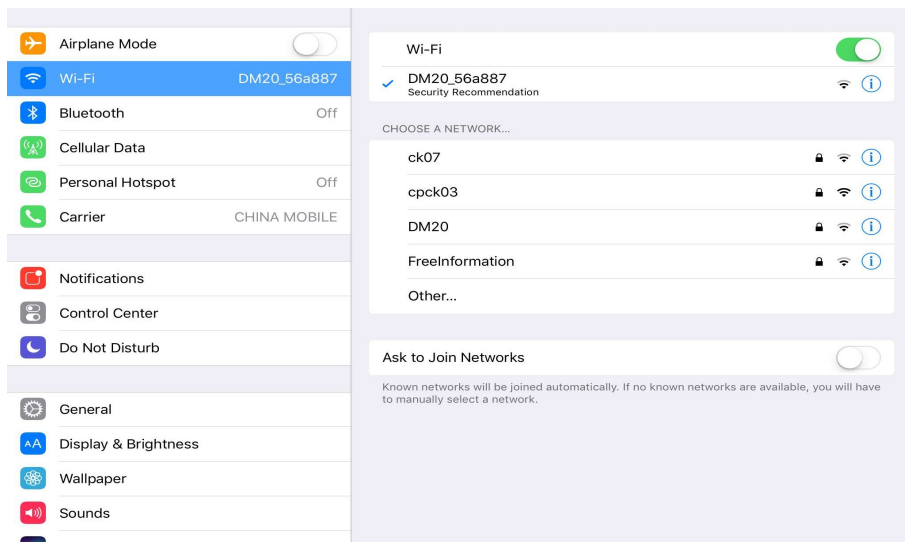 Airplane Mode
Wi-Fi DM20_56a887
Bluetooth Off
Cellular Data
Personal Hotspot Off
Carrier CHINA MOBILE
Notifications
Control Center
Do Not Disturb
General
AA Display & Brightness
Wallpaper
Sounds
Wi-Fi
DM20_56a887
Security Recommendation
CHOOSE A NETWORK...
ck07
cpck03
DM20
FreeInformation
Other...
Ask to Join Networks
Known networks will be joined automatically. If no known networks are available, you will have
to manually select a network.